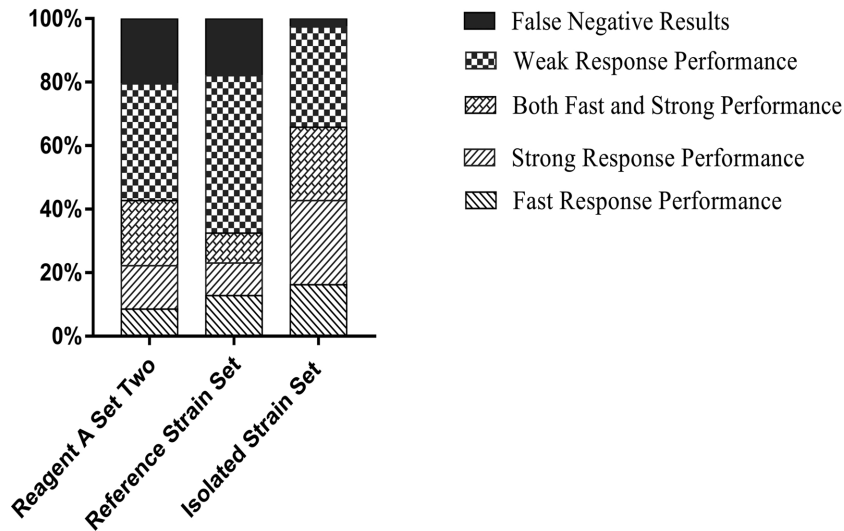 100%
80%
60%
40%
20%
0%
Reagent A Set Two
Reference Strain Set
Isolated Strain Set
False Negative Results
Weak Response Performance
Both Fast and Strong Performance
Strong Response Performance
Fast Response Performance